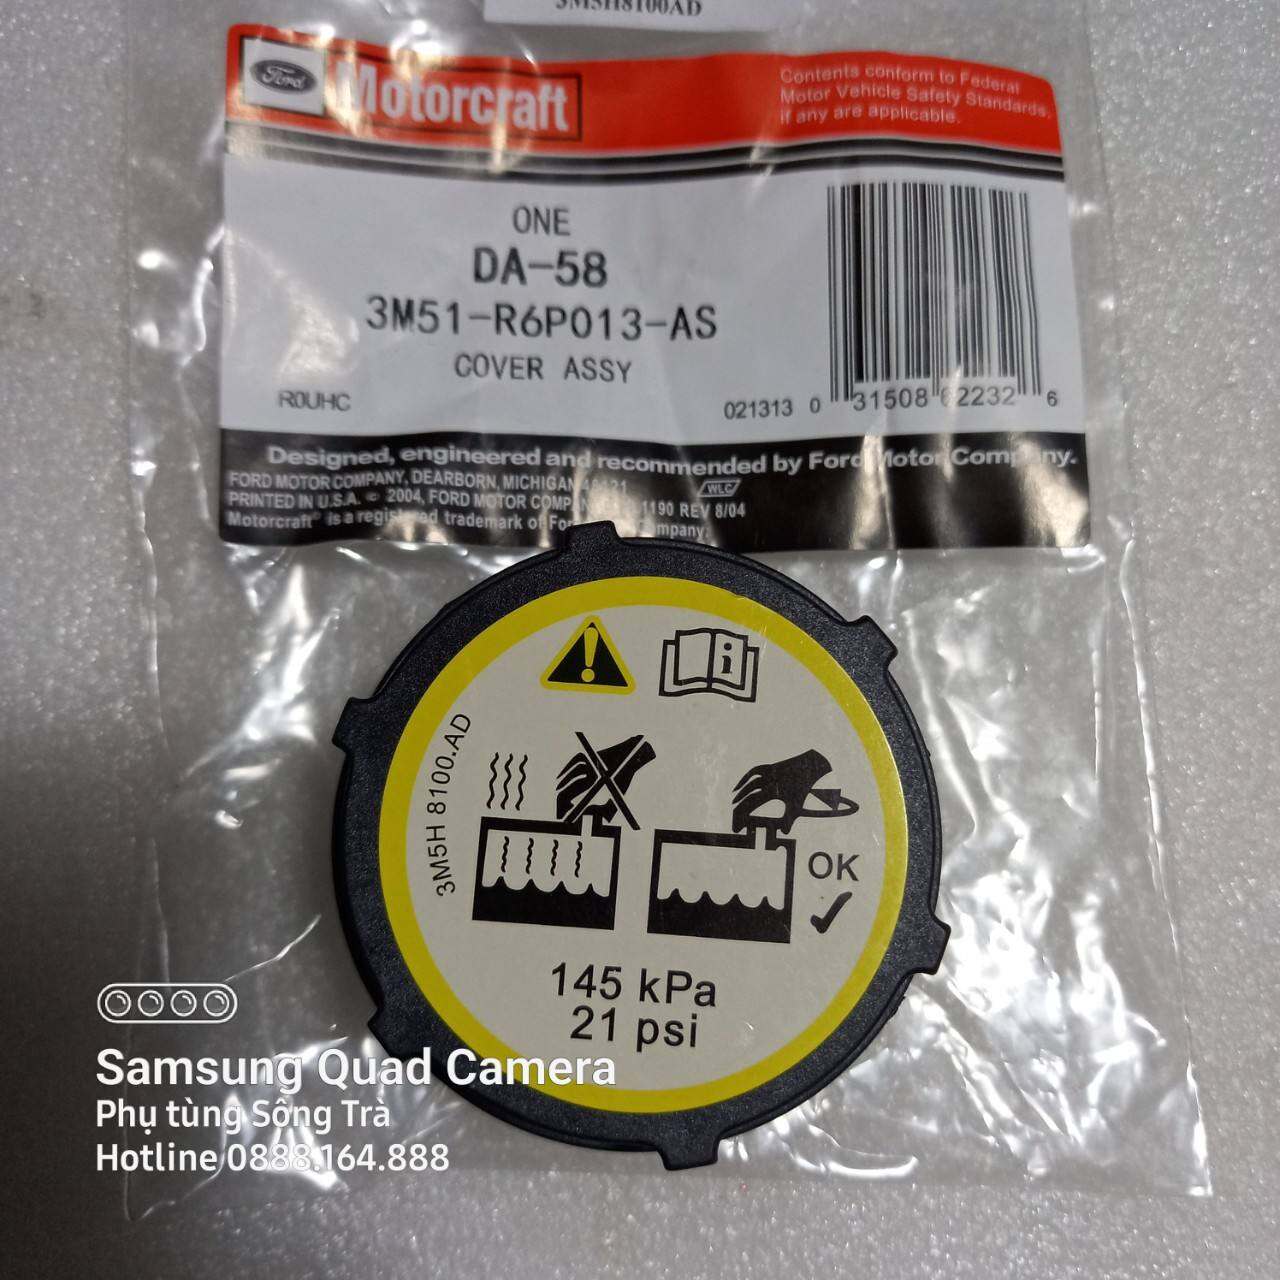 3M5H8100AD
Ford
Motorcraft
Contents conform to Federal
Motor Vehicle Safety Standards,
if any are applicable.
ONE
DA-58
3M51-R6P013-AS
COVER ASSY
R0UHC
021313 0 31508 62232 6
Designed, engineered and recommended by Ford Motor Company.
FORD MOTOR COMPANY, DEARBORN, MICHIGAN
WLC
PRINTED IN U.S.A. © 2004, FORD MOTOR COMPANY 1190 REV 8/04
Motorcraft® is a registered trademark of Ford Company.
i
3M5H 8100.AD
OK
145 kPa
21 psi
Samsung Quad Camera
Phụ tùng Sông Trà
Hotline 0888.164.888